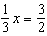 1/3 x = 3/2